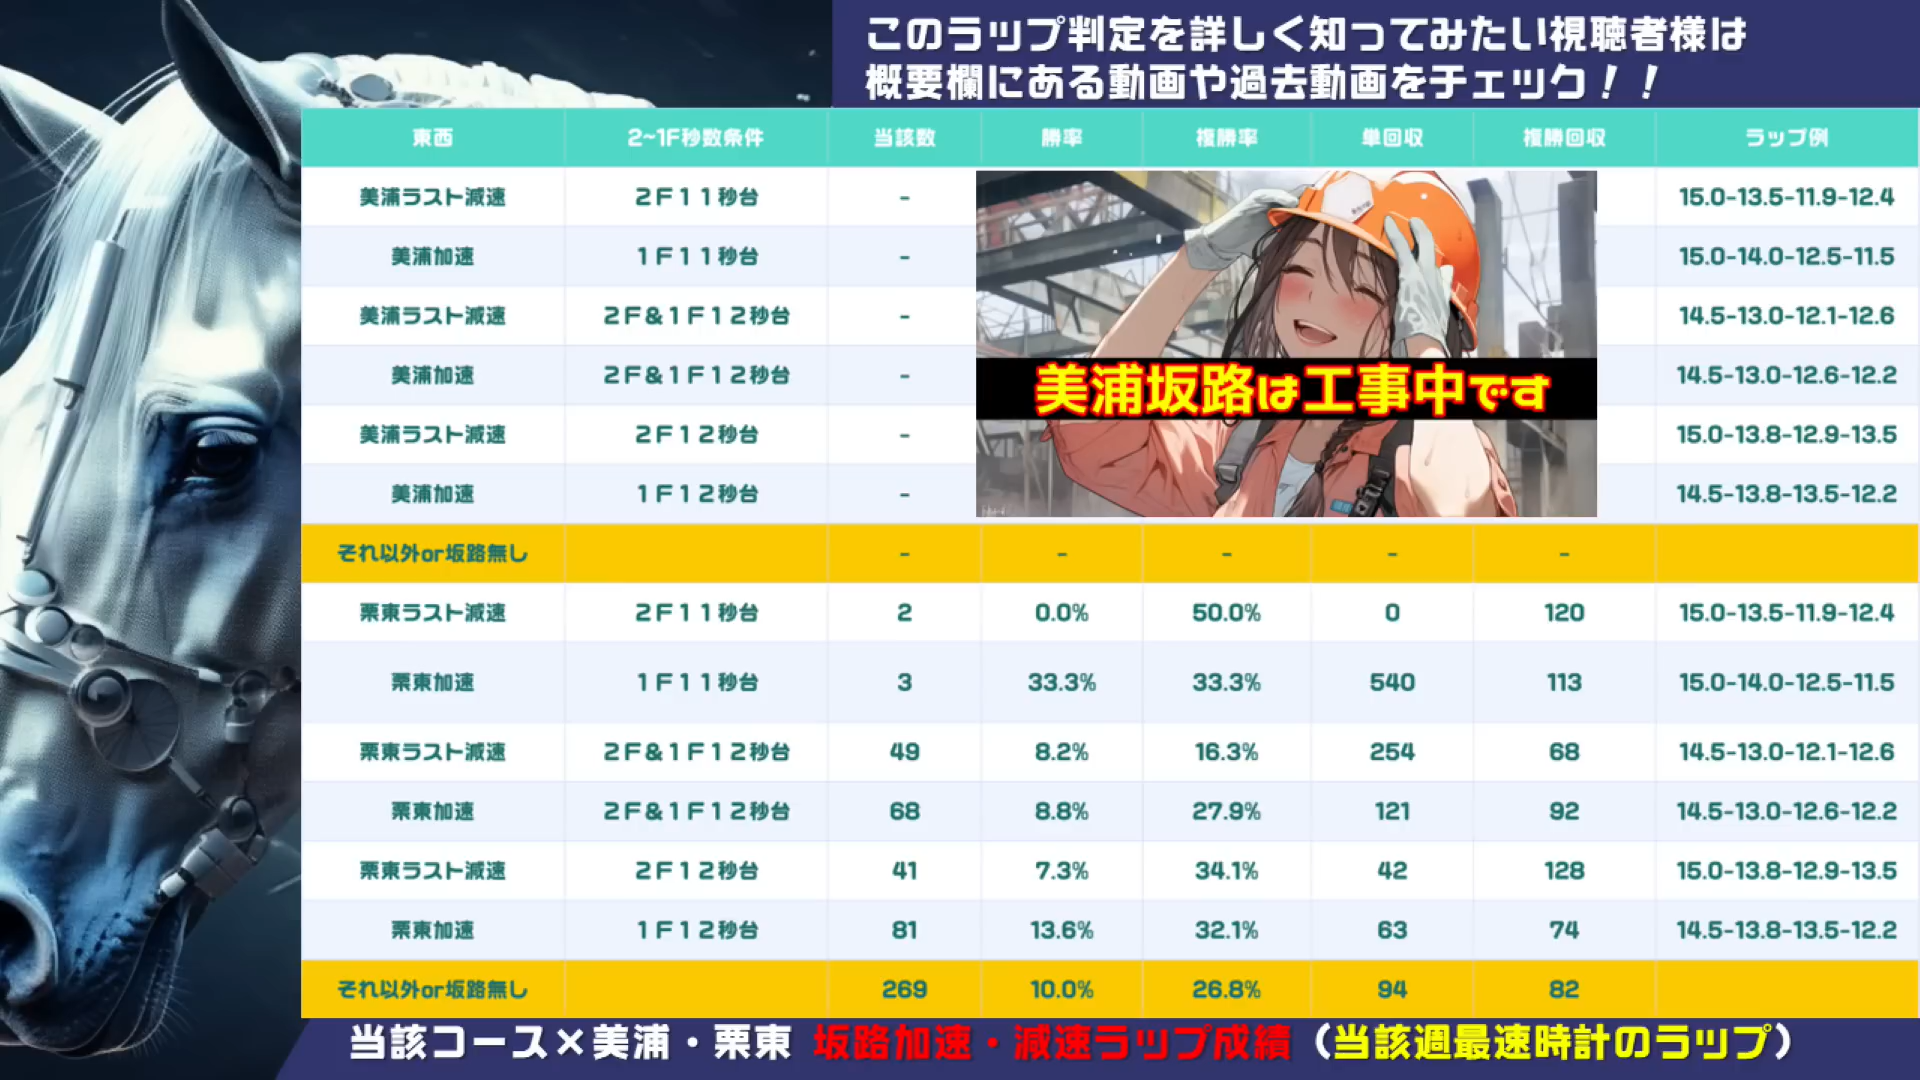 このラップ判定を詳しく知ってみたい視聴者様は
概要欄にある動画や過去動画をチェック！！
東西 2~1F秒数条件 当該数 勝率 複勝率 単回収 複勝回収 ラップ例
美浦ラスト減速 2F11秒台 - 15.0-13.5-11.9-12.4
美浦加速 1F11秒台 - 15.0-14.0-12.5-11.5
美浦ラスト減速 2F&1F12秒台 - 14.5-13.0-12.1-12.6
美浦加速 2F&1F12秒台 - 14.5-13.0-12.6-12.2
美浦坂路は工事中です
美浦ラスト減速 2F12秒台 - 15.0-13.8-12.9-13.5
美浦加速 1F12秒台 - 14.5-13.8-13.5-12.2
それ以外or坂路無し - - - - -
栗東ラスト減速 2F11秒台 2 0.0% 50.0% 0 120 15.0-13.5-11.9-12.4
栗東加速 1F11秒台 3 33.3% 33.3% 540 113 15.0-14.0-12.5-11.5
栗東ラスト減速 2F&1F12秒台 49 8.2% 16.3% 254 68 14.5-13.0-12.1-12.6
栗東加速 2F&1F12秒台 68 8.8% 27.9% 121 92 14.5-13.0-12.6-12.2
栗東ラスト減速 2F12秒台 41 7.3% 34.1% 42 128 15.0-13.8-12.9-13.5
栗東加速 1F12秒台 81 13.6% 32.1% 63 74 14.5-13.8-13.5-12.2
それ以外or坂路無し 269 10.0% 26.8% 94 82
当該コース×美浦・栗東 坂路加速・減速ラップ成績（当該週最速時計のラップ）